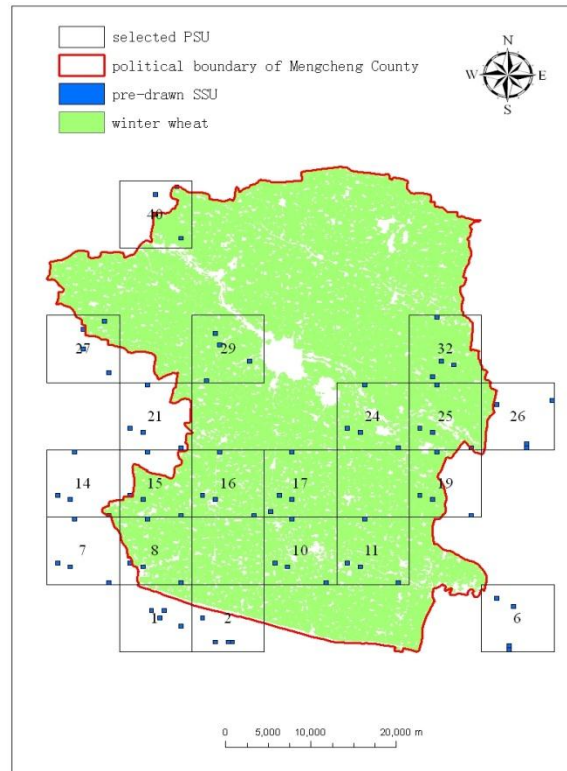 selected PSU
political boundary of Mengcheng County
pre-drawn SSU
winter wheat
N
W E
S
40
27 29 32
21 24 25 26
14 15 16 17 19
7 8 10 11
1 2 6
0 5,000 10,000 20,000 m